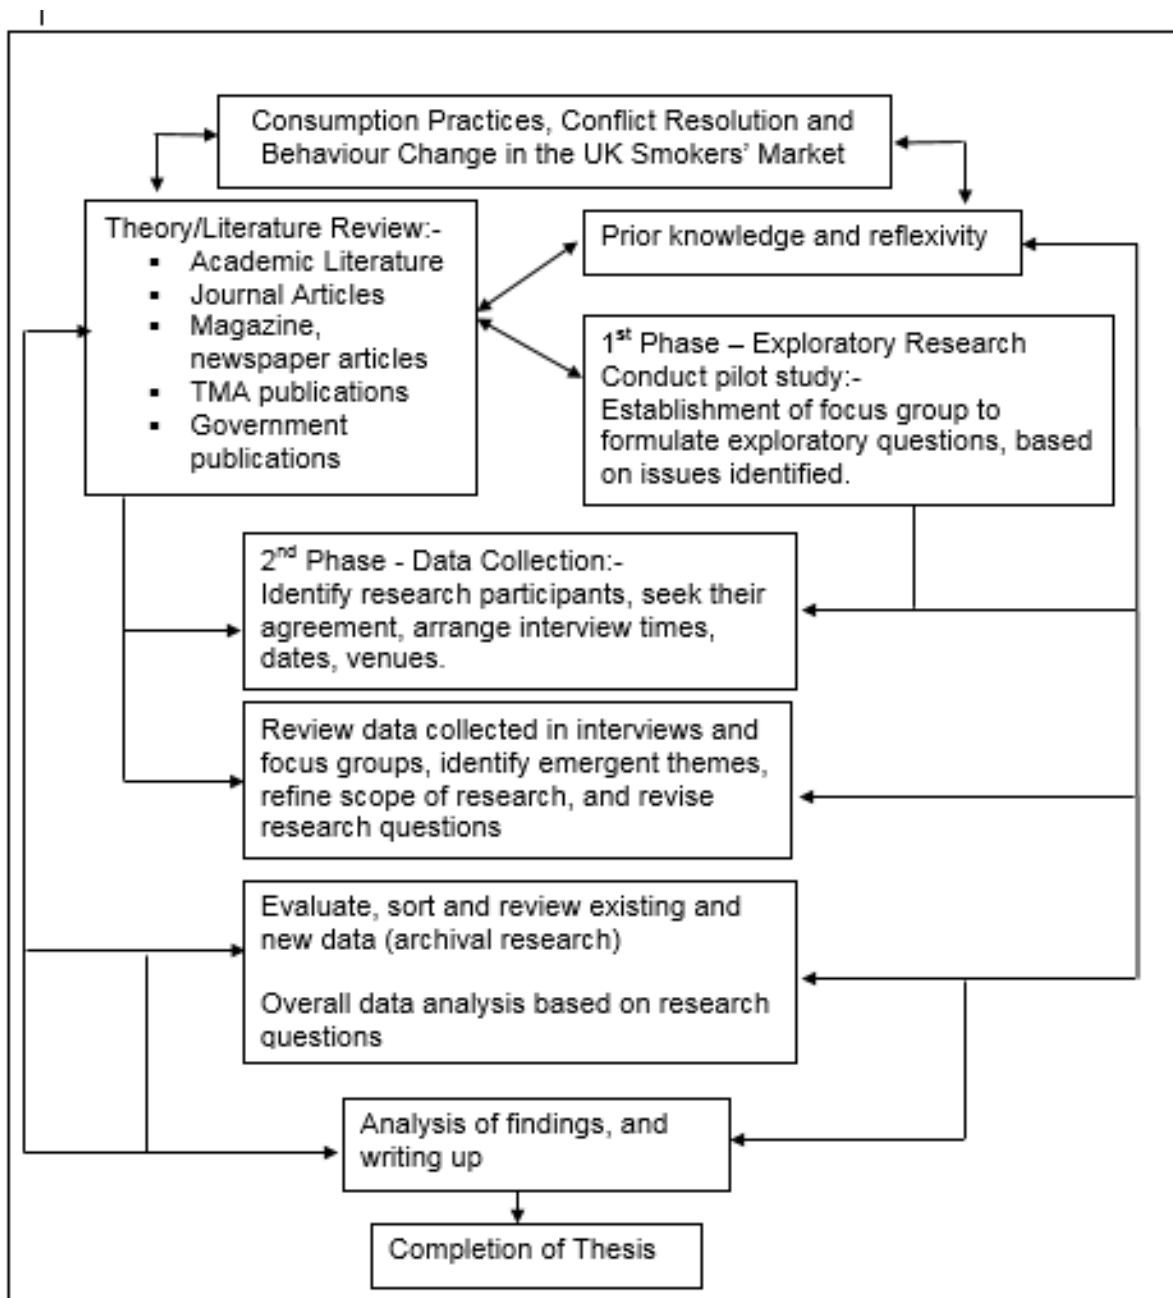 Consumption Practices, Conflict Resolution and
Behaviour Change in the UK Smokers’ Market
Theory/Literature Review:-
▪ Academic Literature
▪ Journal Articles
▪ Magazine,
newspaper articles
▪ TMA publications
▪ Government
publications
Prior knowledge and reflexivity
1st Phase – Exploratory Research
Conduct pilot study:-
Establishment of focus group to
formulate exploratory questions, based
on issues identified.
2nd Phase - Data Collection:-
Identify research participants, seek their
agreement, arrange interview times,
dates, venues.
Review data collected in interviews and
focus groups, identify emergent themes,
refine scope of research, and revise
research questions
Evaluate, sort and review existing and
new data (archival research)
Overall data analysis based on research
questions
Analysis of findings, and
writing up
Completion of Thesis